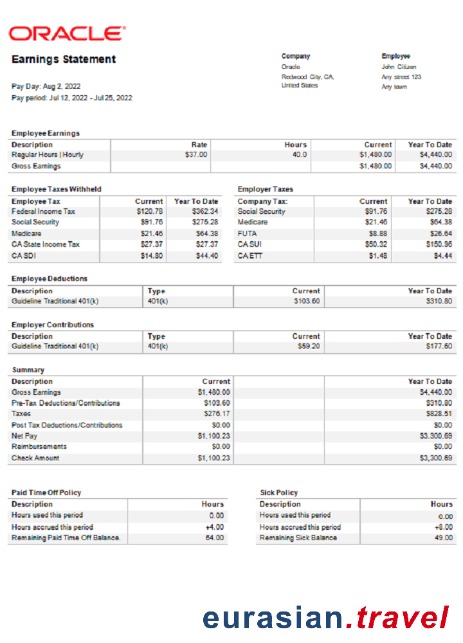 ORACLE
Earnings Statement
Pay Day: Aug 2, 2022
Pay period: Jul 12, 2022 - Jul 25, 2022
Company
Oracle
Redwood City, CA,
United States
Employee
John Citizen
Any street 123
Any town
Employee Earnings
Description Rate Hours Current Year To Date
Regular Hours | Hourly $37.00 40.0 $1,480.00 $4,440.00
Gross Earnings $1,480.00 $4,440.00
Employee Taxes Withheld
Employee Tax Current Year To Date
Federal Income Tax $120.78 $362.34
Social Security $91.76 $275.28
Medicare $21.46 $64.38
CA State Income Tax $27.37 $27.37
CA SDI $14.80 $44.40
Employer Taxes
Company Tax: Current Year To Date
Social Security $91.76 $275.28
Medicare $21.46 $64.38
FUTA $8.88 $26.64
CA SUI $50.32 $150.96
CA ETT $1.48 $4.44
Employee Deductions
Description Type Current Year To Date
Guideline Traditional 401(k) 401(k) $103.60 $310.80
Employer Contributions
Description Type Current Year To Date
Guideline Traditional 401(k) 401(k) $59.20 $177.60
Summary
Description Current Year To Date
Gross Earnings $1,480.00 $4,440.00
Pre-Tax Deductions/Contributions $103.60 $310.80
Taxes $276.17 $828.51
Post Tax Deductions/Contributions $0.00 $0.00
Net Pay $1,100.23 $3,300.69
Reimbursements $0.00 $0.00
Check Amount $1,100.23 $3,300.69
Paid Time Off Policy
Description Hours
Hours used this period 0.00
Hours accrued this period +4.00
Remaining Paid Time Off Balance. 64.00
Sick Policy
Description Hours
Hours used this period 0.00
Hours accrued this period +8.00
Remaining Sick Balance 49.00
eurasian.travel